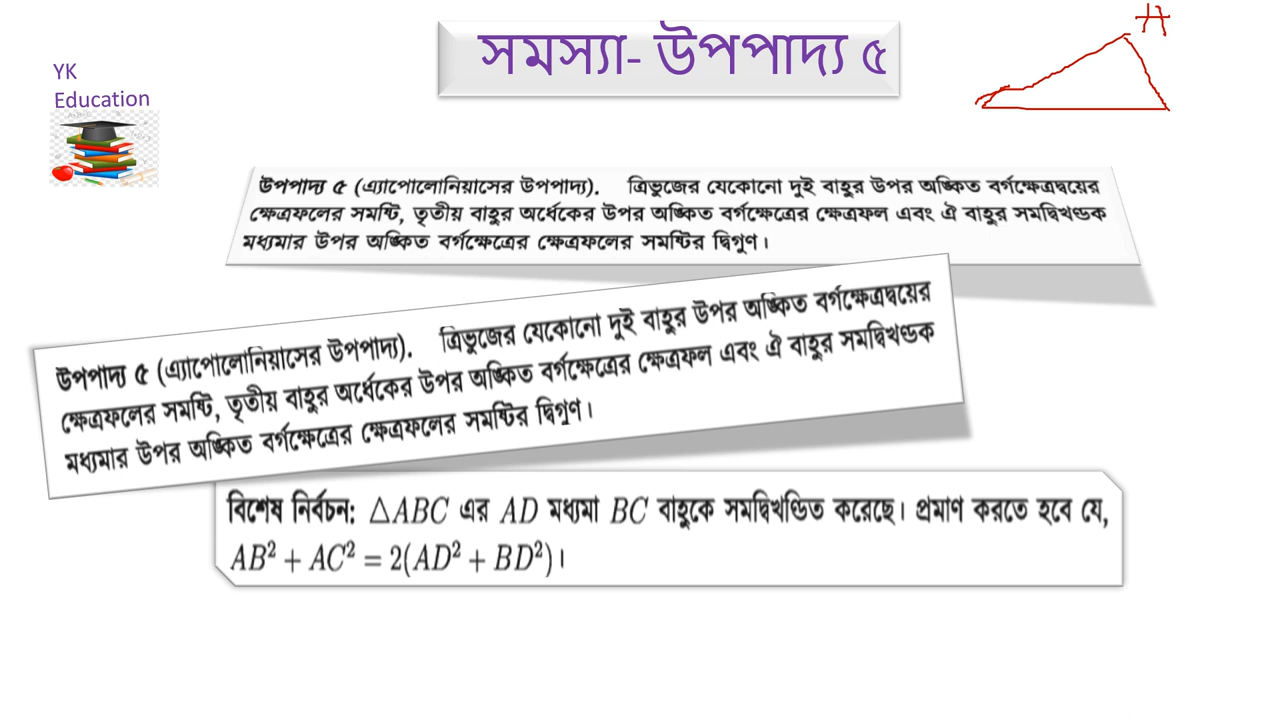 সমস্যা- উপপাদ্য ৫
YK
Education
A
উপপাদ্য ৫ (এ্যাপোলোনিয়াসের উপপাদ্য). ত্রিভুজের যেকোনো দুই বাহুর উপর অঙ্কিত বর্গক্ষেত্রদ্বয়ের
ক্ষেত্রফলের সমষ্টি, তৃতীয় বাহুর অর্ধেকের উপর অঙ্কিত বর্গক্ষেত্রের ক্ষেত্রফল এবং ঐ বাহুর সমদ্বিখণ্ডক
মধ্যমার উপর অঙ্কিত বর্গক্ষেত্রের ক্ষেত্রফলের সমষ্টির দ্বিগুণ।
উপপাদ্য ৫ (এ্যাপোলোনিয়াসের উপপাদ্য). ত্রিভুজের যেকোনো দুই বাহুর উপর অঙ্কিত বর্গক্ষেত্রদ্বয়ের
ক্ষেত্রফলের সমষ্টি, তৃতীয় বাহুর অর্ধেকের উপর অঙ্কিত বর্গক্ষেত্রের ক্ষেত্রফল এবং ঐ বাহুর সমদ্বিখণ্ডক
মধ্যমার উপর অঙ্কিত বর্গক্ষেত্রের ক্ষেত্রফলের সমষ্টির দ্বিগুণ।
বিশেষ নির্বচন: △ABC এর AD মধ্যমা BC বাহুকে সমদ্বিখণ্ডিত করেছে। প্রমাণ করতে হবে যে,
AB² + AC² = 2(AD² + BD²)।